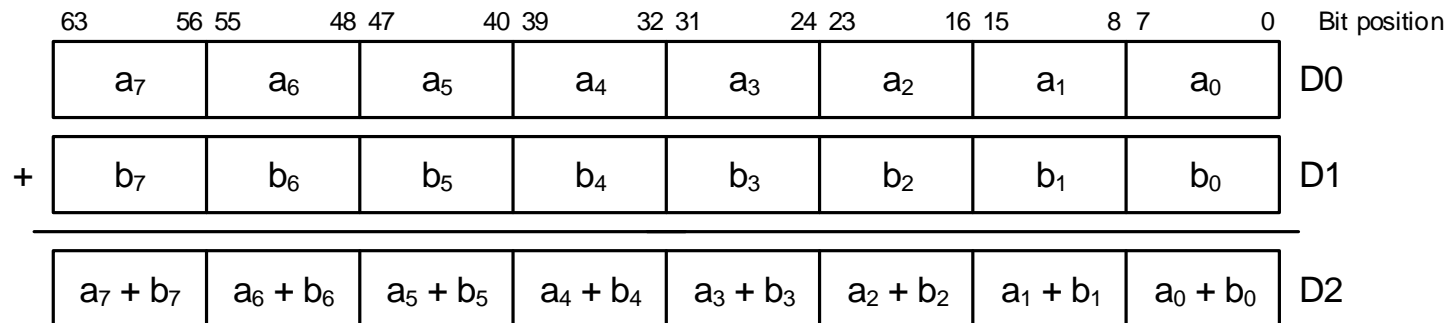 63 56 55 48 47 40 39 32 31 24 23 16 15 8 7 0 Bit position
a₇ a₆ a₅ a₄ a₃ a₂ a₁ a₀ D0
+ b₇ b₆ b₅ b₄ b₃ b₂ b₁ b₀ D1
a₇ + b₇ a₆ + b₆ a₅ + b₅ a₄ + b₄ a₃ + b₃ a₂ + b₂ a₁ + b₁ a₀ + b₀ D2